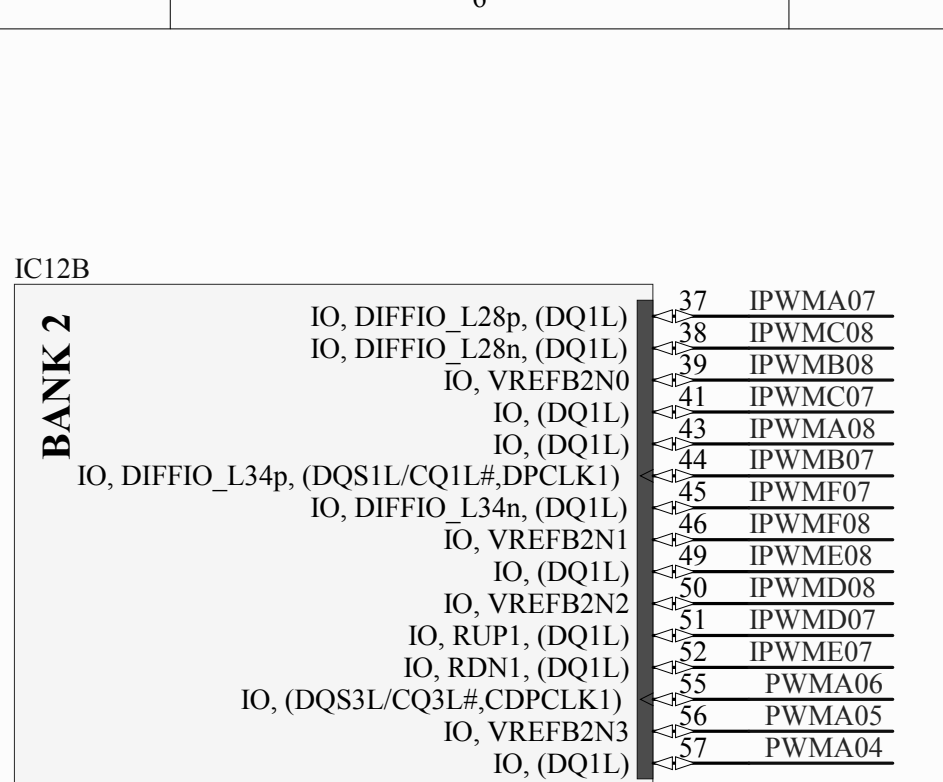 6
IC12B
BANK 2
IO, DIFFIO_L28p, (DQ1L) 37 IPWMA07
IO, DIFFIO_L28n, (DQ1L) 38 IPWMC08
IO, VREFB2N0 39 IPWMB08
IO, (DQ1L) 41 IPWMC07
IO, (DQ1L) 43 IPWMA08
IO, DIFFIO_L34p, (DQS1L/CQ1L#,DPCLK1) 44 IPWMB07
IO, DIFFIO_L34n, (DQ1L) 45 IPWMF07
IO, VREFB2N1 46 IPWMF08
IO, (DQ1L) 49 IPWME08
IO, VREFB2N2 50 IPWMD08
IO, RUP1, (DQ1L) 51 IPWMD07
IO, RDN1, (DQ1L) 52 IPWME07
IO, (DQS3L/CQ3L#,CDPCLK1) 55 PWMA06
IO, VREFB2N3 56 PWMA05
IO, (DQ1L) 57 PWMA04